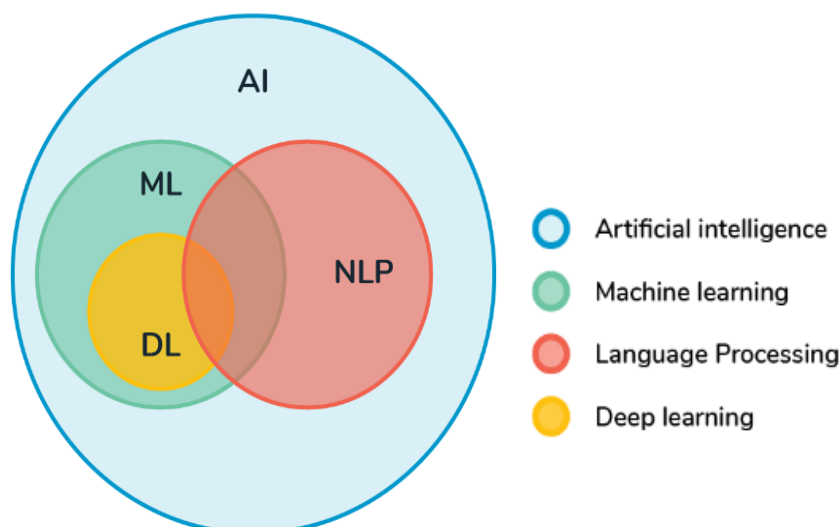 AI
ML
NLP
DL
Artificial intelligence
Machine learning
Language Processing
Deep learning